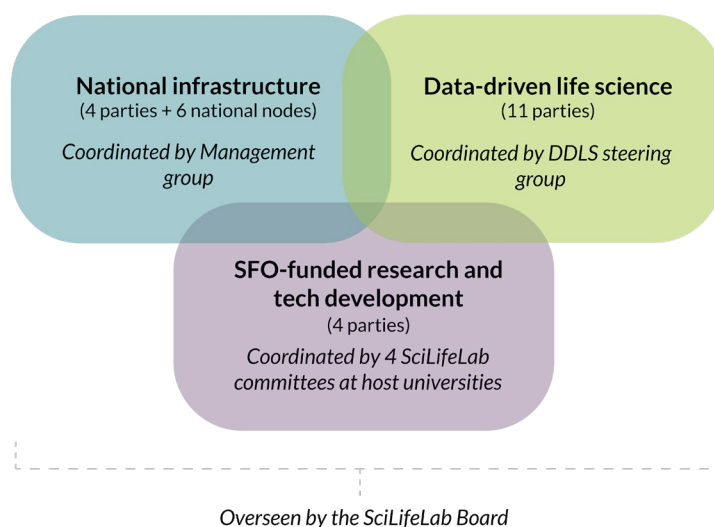 National infrastructure
(4 parties + 6 national nodes)
Coordinated by Management
group
Data-driven life science
(11 parties)
Coordinated by DDLS steering
group
SFO-funded research and
tech development
(4 parties)
Coordinated by 4 SciLifeLab
committees at host universities
Overseen by the SciLifeLab Board